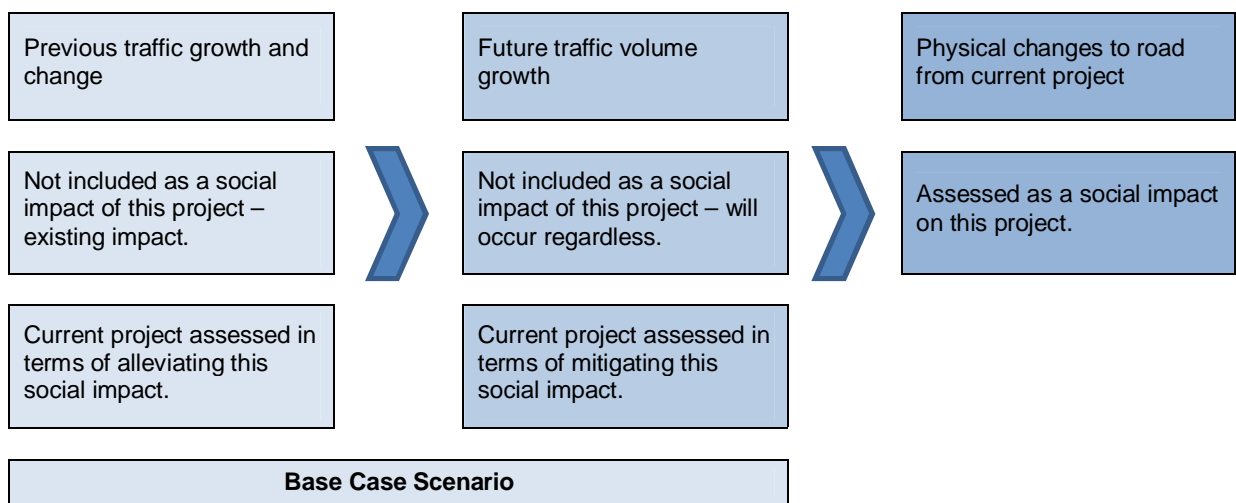 Previous traffic growth and
change
Future traffic volume
growth
Physical changes to road
from current project
Not included as a social
impact of this project –
existing impact.
Not included as a social
impact of this project – will
occur regardless.
Assessed as a social impact
on this project.
Current project assessed in
terms of alleviating this
social impact.
Current project assessed in
terms of mitigating this
social impact.
Base Case Scenario